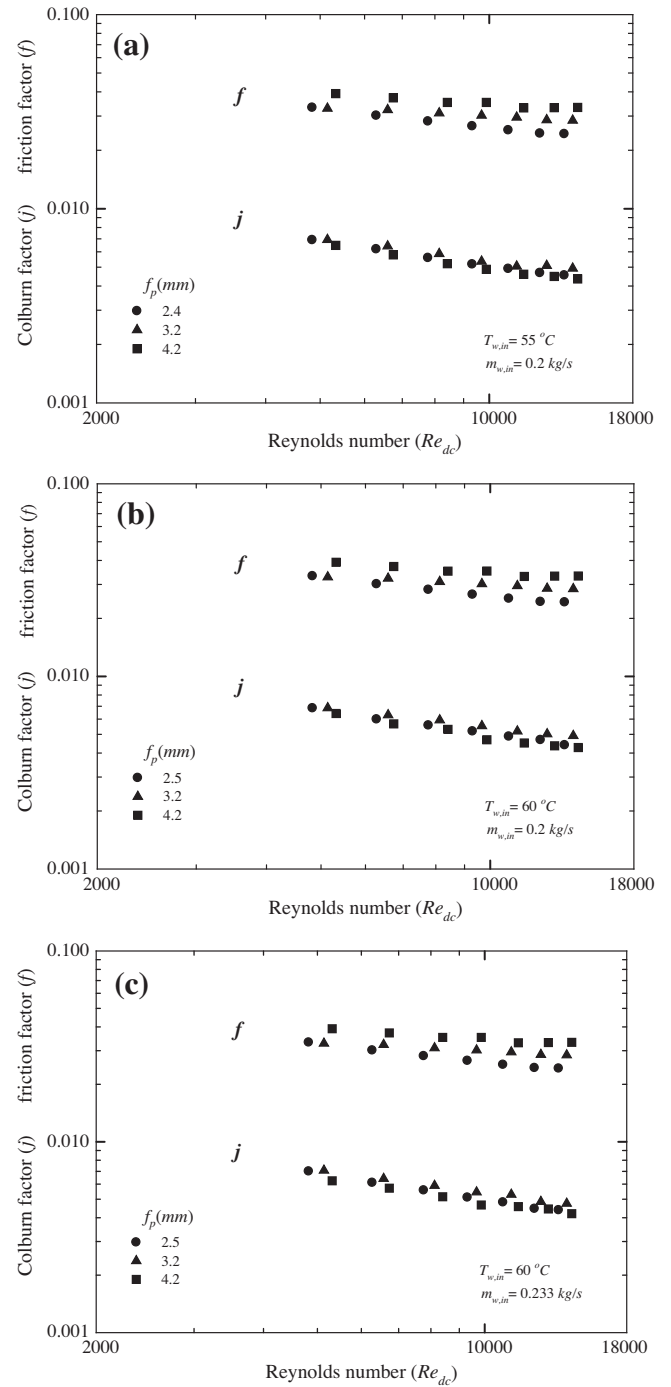 (a)
0.100
friction factor (f)
f
0.010
Colburn factor (j)
j
f_p(mm)
2.4
3.2
4.2
T_w,in = 55 °C
m_w,in = 0.2 kg/s
0.001
2000
10000
18000
Reynolds number (Re_dc)
(b)
0.100
friction factor (f)
f
0.010
Colburn factor (j)
j
f_p(mm)
2.5
3.2
4.2
T_w,in = 60 °C
m_w,in = 0.2 kg/s
0.001
2000
10000
18000
Reynolds number (Re_dc)
(c)
0.100
friction factor (f)
f
0.010
Colburn factor (j)
j
f_p(mm)
2.5
3.2
4.2
T_w,in = 60 °C
m_w,in = 0.233 kg/s
0.001
2000
10000
18000
Reynolds number (Re_dc)